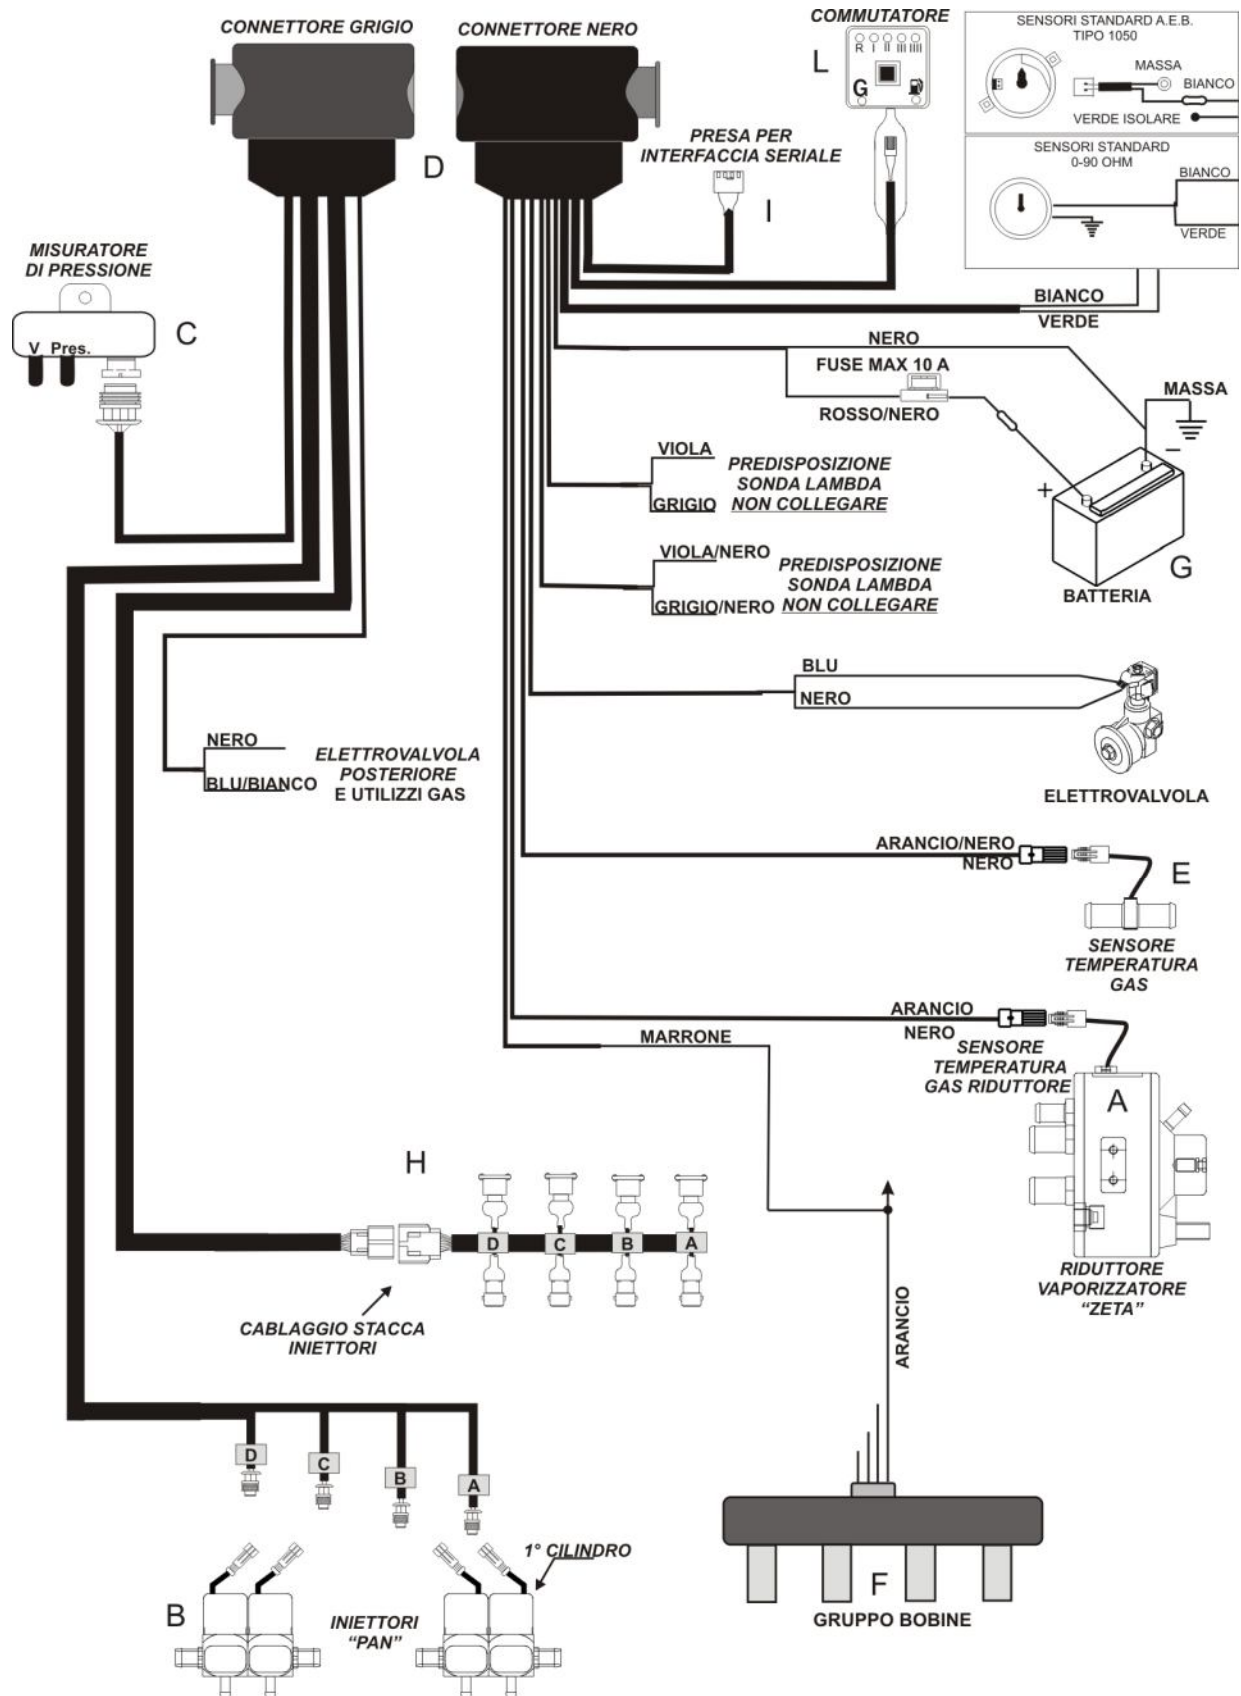 CONNETTORE GRIGIO
CONNETTORE NERO
COMMUTATORE
L
R I II III IIII
G
SENSORI STANDARD A.E.B.
TIPO 1050
MASSA
BIANCO
VERDE ISOLARE
SENSORI STANDARD
0-90 OHM
BIANCO
VERDE
D
PRESA PER
INTERFACCIA SERIALE
I
MISURATORE
DI PRESSIONE
C
V Pres.
BIANCO
VERDE
NERO
FUSE MAX 10 A
ROSSO/NERO
MASSA
–
+
G
BATTERIA
VIOLA
GRIGIO
PREDISPOSIZIONE
SONDA LAMBDA
NON COLLEGARE
VIOLA/NERO
GRIGIO/NERO
PREDISPOSIZIONE
SONDA LAMBDA
NON COLLEGARE
BLU
NERO
ELETTROVALVOLA
NERO
BLU/BIANCO
ELETTROVALVOLA
POSTERIORE
E UTILIZZI GAS
ARANCIO/NERO
NERO
E
SENSORE
TEMPERATURA
GAS
ARANCIO
NERO
MARRONE
SENSORE
TEMPERATURA
GAS RIDUTTORE
A
RIDUTTORE
VAPORIZZATORE
“ZETA”
H
D C B A
CABLAGGIO STACCA
INIETTORI
ARANCIO
D
C
B
A
1° CILINDRO
B
INIETTORI
“PAN”
F
GRUPPO BOBINE